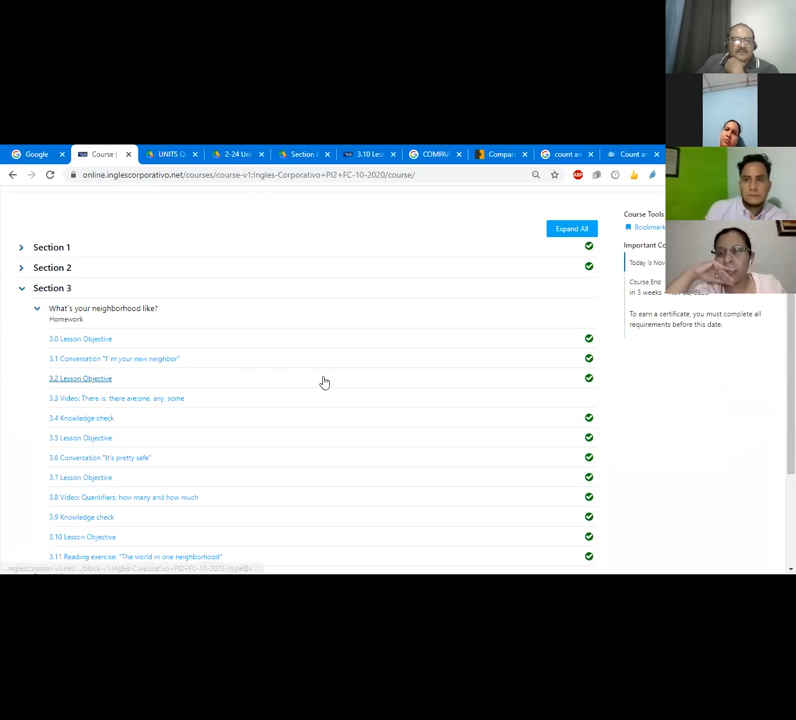 Google
Course |
UNITS O
2-24 Un
Section
3.10 Les
COMPA
Compara
count an
Count an
online.inglescorporativo.net/courses/course-v1:Ingles-Corporativo+PI2+FC-10-2020/course/
ABP
Expand All
Section 1
Section 2
Section 3
What's your neighborhood like?
Homework
3.0 Lesson Objective
3.1 Conversation "I' m your new neighbor"
3.2 Lesson Objective
3.3 Video: There is, there are:one, any, some
3.4 Knowledge check
3.5 Lesson Objective
3.6 Conversation "It's pretty safe"
3.7 Lesson Objective
3.8 Video: Quantifiers; how many and how much
3.9 Knowledge check
3.10 Lesson Objective
3.11 Reading exercise: "The world in one neighborhood"
Course Tools
Bookmark
Important Co
Today is Nov
Course End
in 3 weeks -
To earn a certificate, you must complete all
requirements before this date.